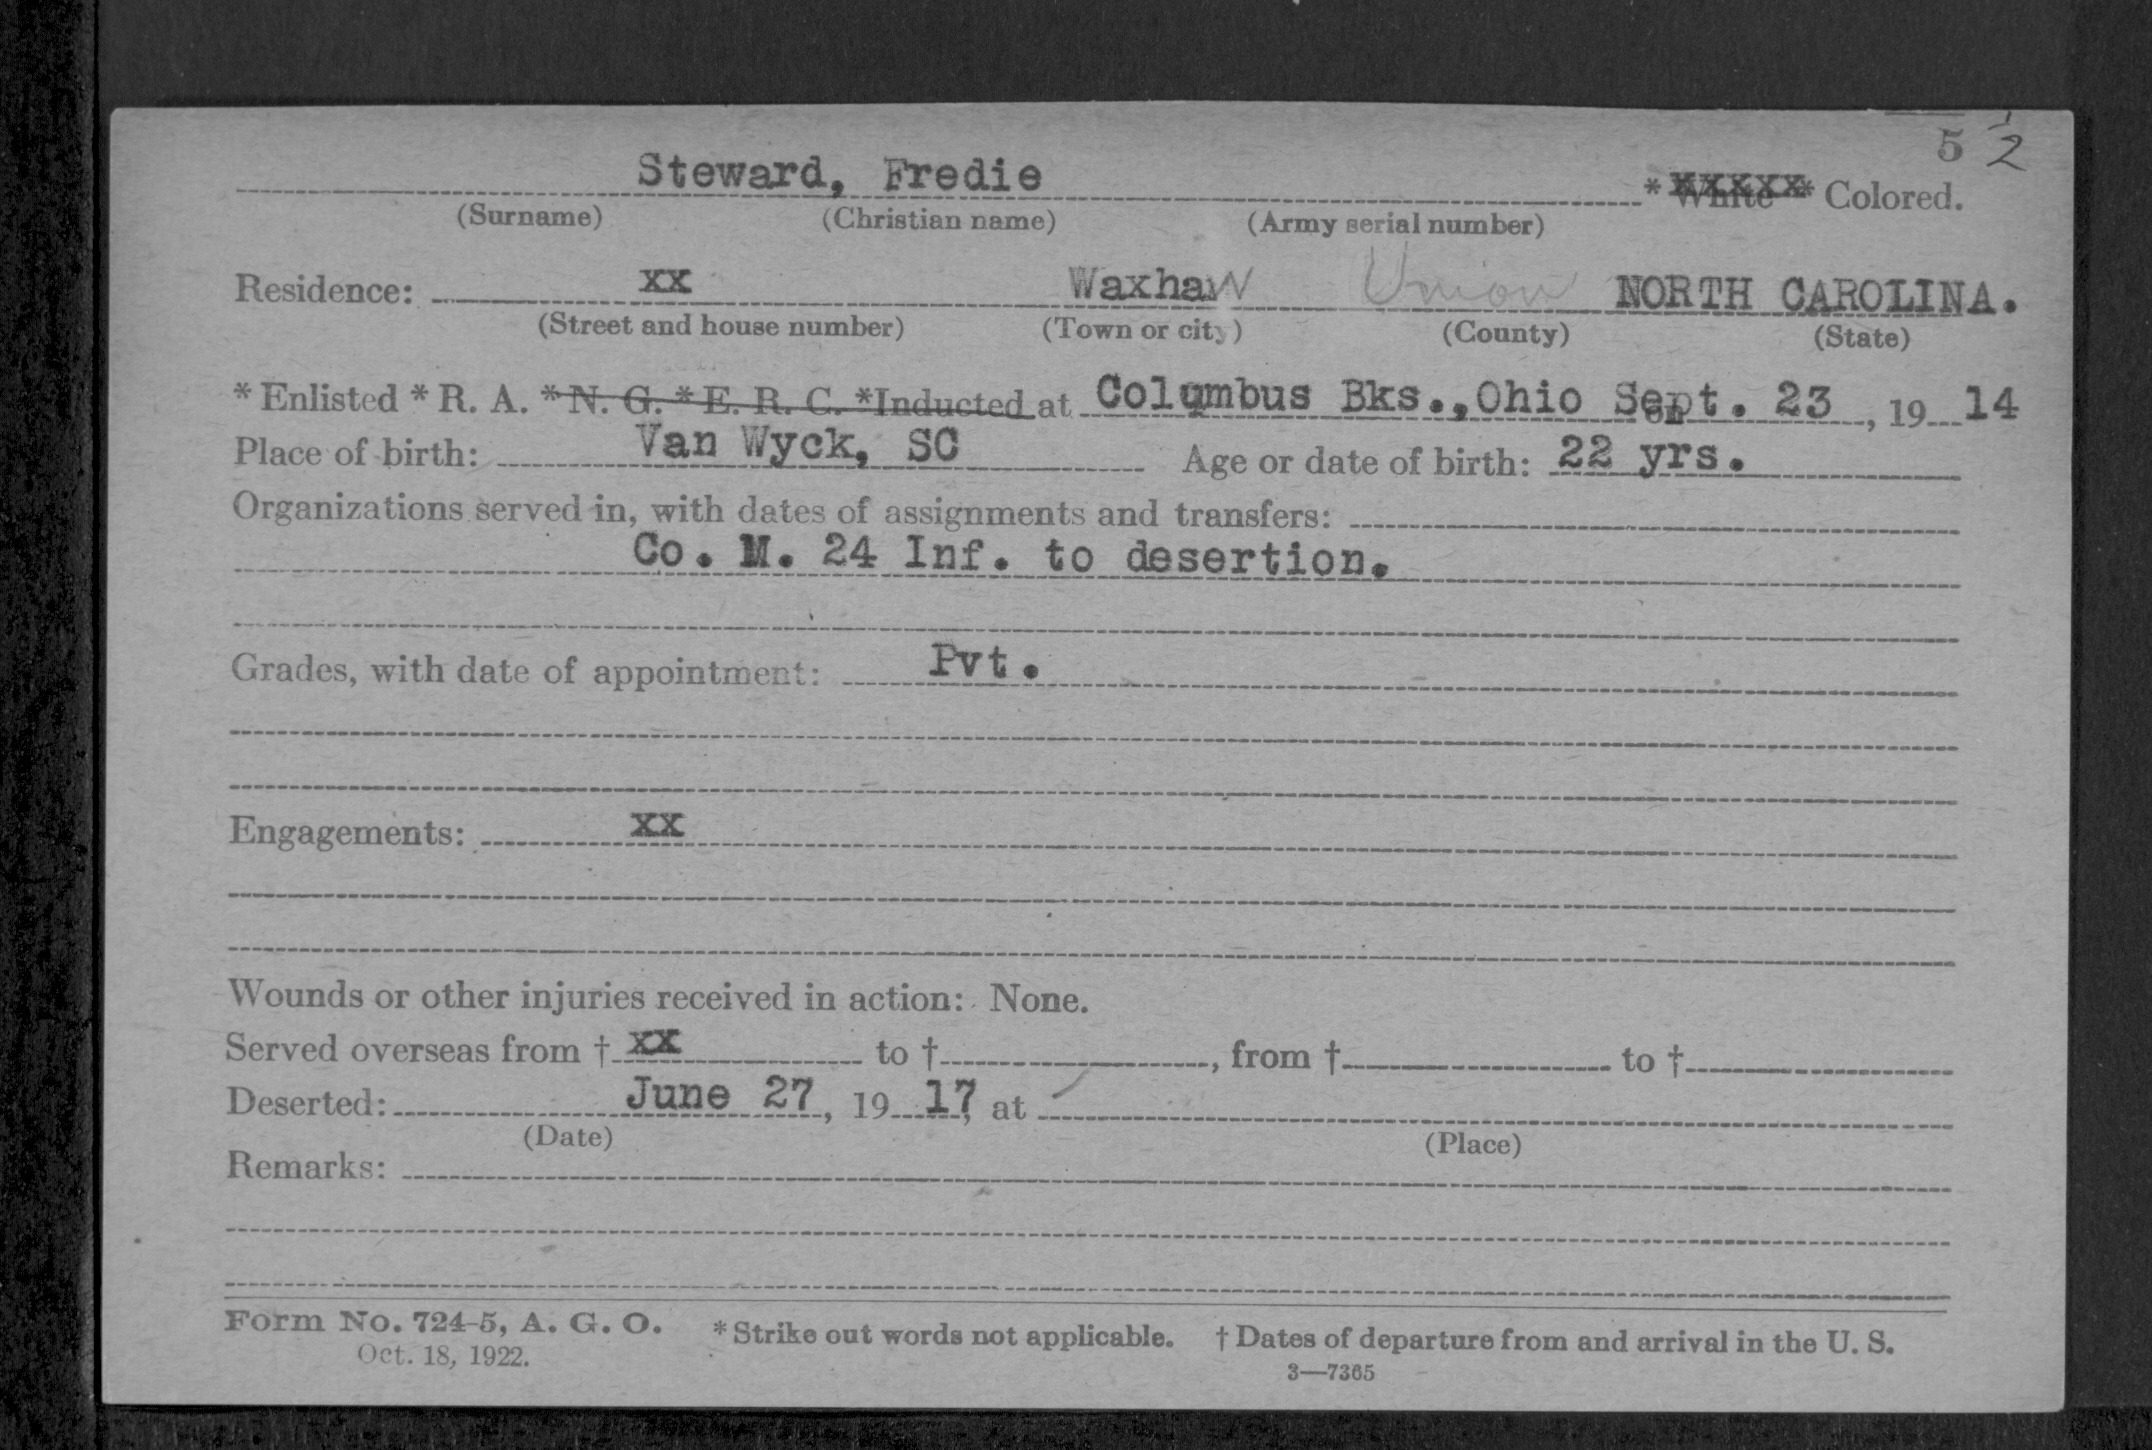 5 1/2
Steward, Fredie * White * Colored.
(Surname) (Christian name) (Army serial number)
Residence: xx Waxhaw Union NORTH CAROLINA.
(Street and house number) (Town or city) (County) (State)
* Enlisted * R. A. * N. G. * E. R. C. * Inducted at Columbus Bks., Ohio on Sept. 23, 1914
Place of birth: Van Wyck, SC Age or date of birth: 22 yrs.
Organizations served in, with dates of assignments and transfers:
Co. M. 24 Inf. to desertion.
Grades, with date of appointment: Pvt.
Engagements: xx
Wounds or other injuries received in action: None.
Served overseas from † xx to †, from † to †
Deserted: June 27, 19 17, at
(Date) (Place)
Remarks:
Form No. 724-5, A. G. O. * Strike out words not applicable. † Dates of departure from and arrival in the U. S.
Oct. 18, 1922. 3—7365